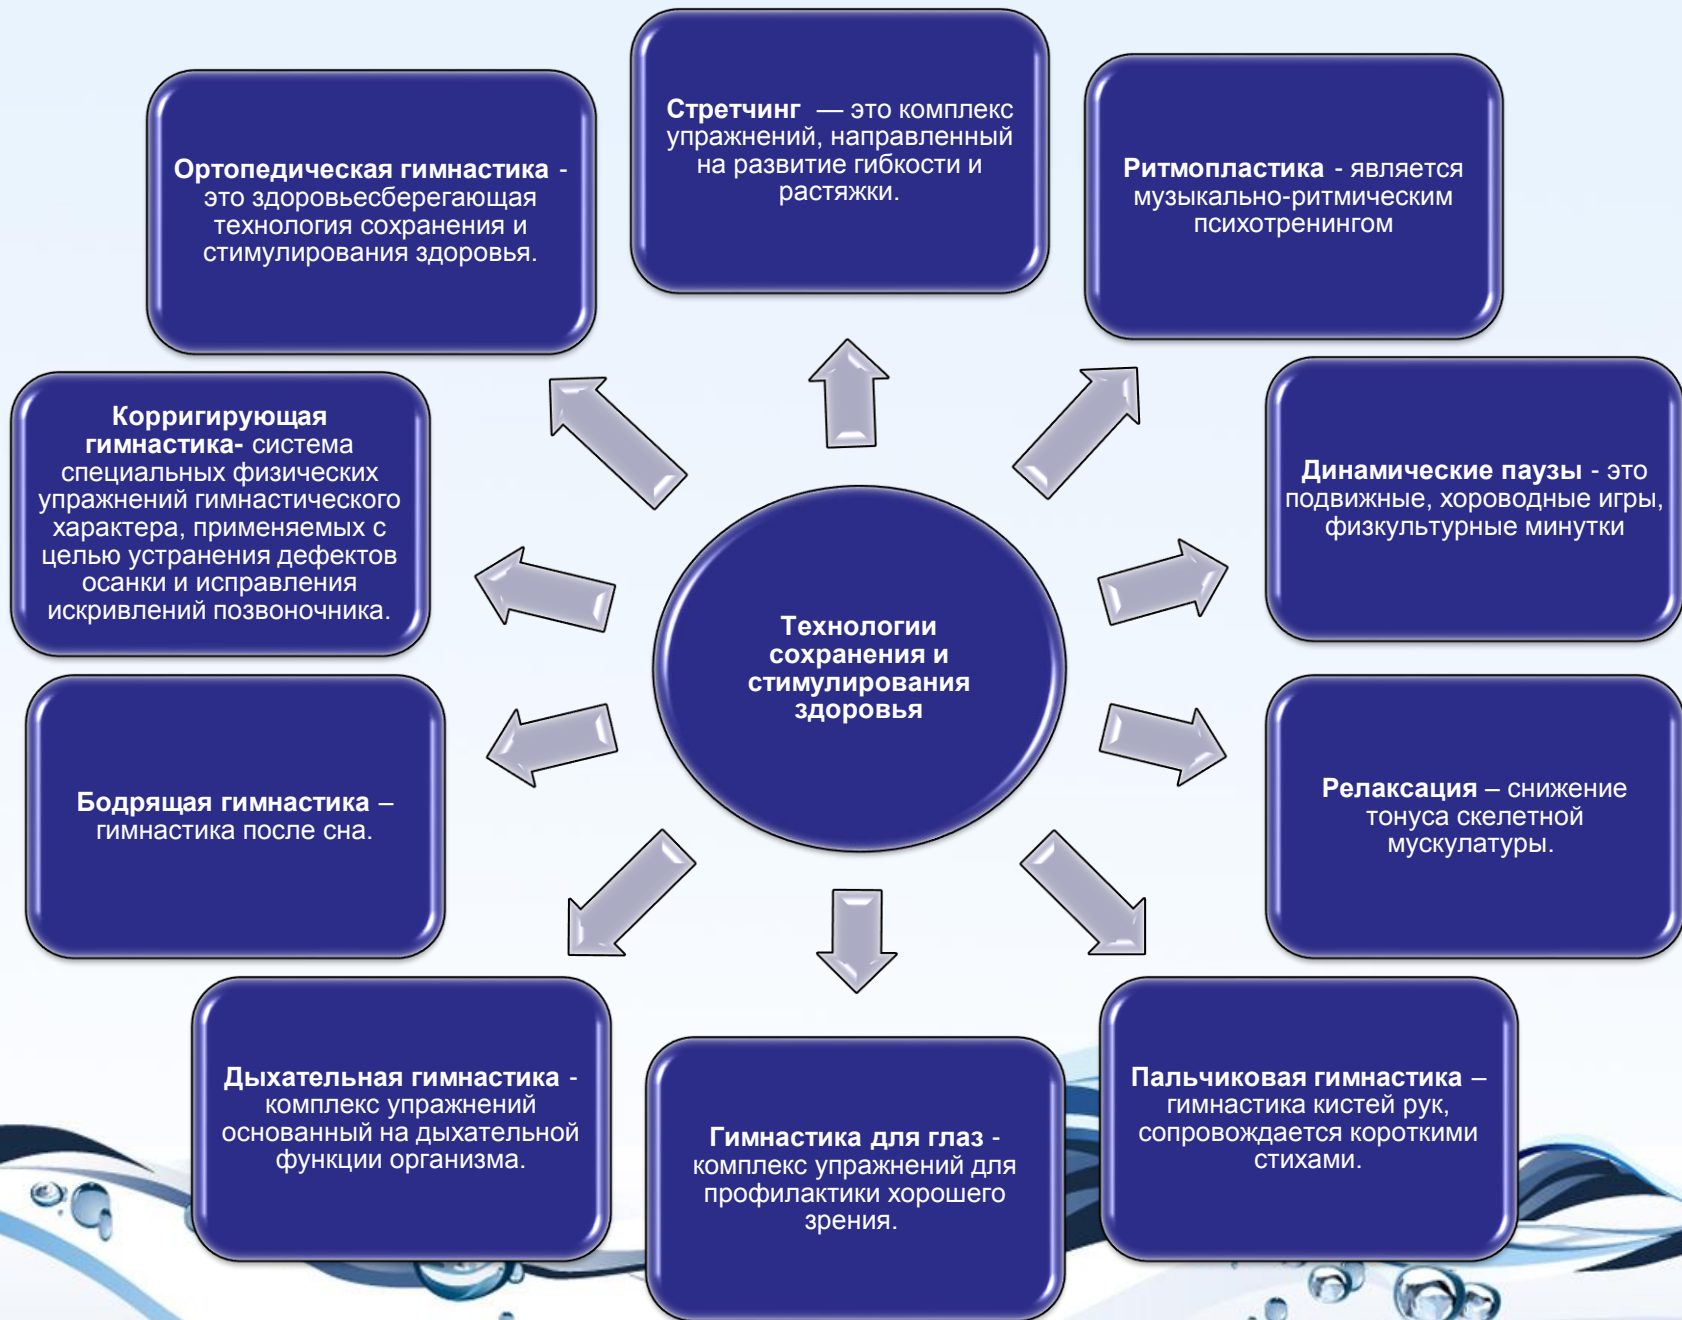 Стретчинг — это комплекс
упражнений, направленный
на развитие гибкости и
растяжки.
Ритмопластика - является
музыкально-ритмическим
психотренингом
Динамические паузы - это
подвижные, хороводные игры,
физкультурные минутки
Релаксация – снижение
тонуса скелетной
мускулатуры.
Пальчиковая гимнастика –
гимнастика кистей рук,
сопровождается короткими
стихами.
Гимнастика для глаз -
комплекс упражнений для
профилактики хорошего
зрения.
Дыхательная гимнастика -
комплекс упражнений
основанный на дыхательной
функции организма.
Бодрящая гимнастика –
гимнастика после сна.
Корригирующая
гимнастика- система
специальных физических
упражнений гимнастического
характера, применяемых с
целью устранения дефектов
осанки и исправления
искривлений позвоночника.
Ортопедическая гимнастика -
это здоровьесберегающая
технология сохранения и
стимулирования здоровья.
Технологии
сохранения и
стимулирования
здоровья